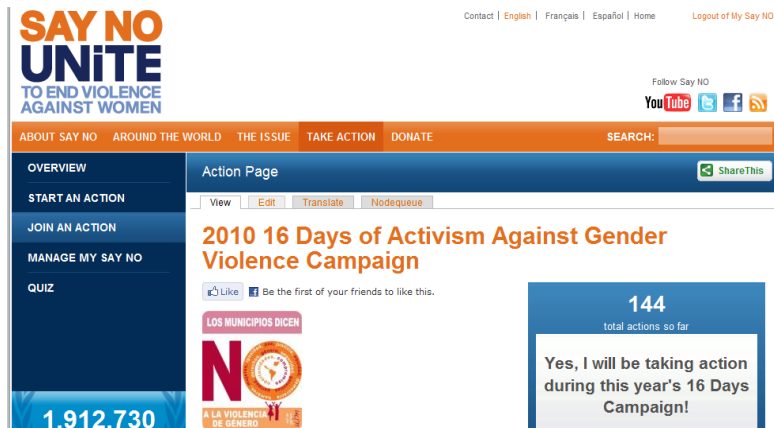 SAY NO
UNiTE
TO END VIOLENCE
AGAINST WOMEN
Contact | English | Français | Español | Home
Logout of My Say NO
Follow Say NO
YouTube
ABOUT SAY NO AROUND THE WORLD THE ISSUE TAKE ACTION DONATE
SEARCH:
OVERVIEW
START AN ACTION
JOIN AN ACTION
MANAGE MY SAY NO
QUIZ
1,912,730
Action Page
ShareThis
View Edit Translate Nodequeue
2010 16 Days of Activism Against Gender
Violence Campaign
Like
Be the first of your friends to like this.
LOS MUNICIPIOS DICEN
NO
A LA VIOLENCIA
DE GÉNERO
144
total actions so far
Yes, I will be taking action
during this year's 16 Days
Campaign!